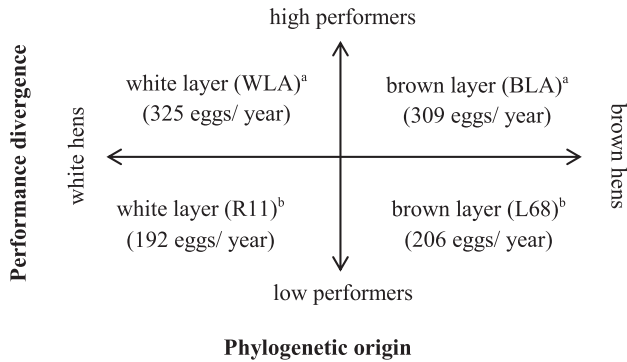 high performers
Performance divergence
white hens
white layer (WLA)ᵃ
(325 eggs/ year)
brown layer (BLA)ᵃ
(309 eggs/ year)
brown hens
white layer (R11)ᵇ
(192 eggs/ year)
brown layer (L68)ᵇ
(206 eggs/ year)
low performers
Phylogenetic origin